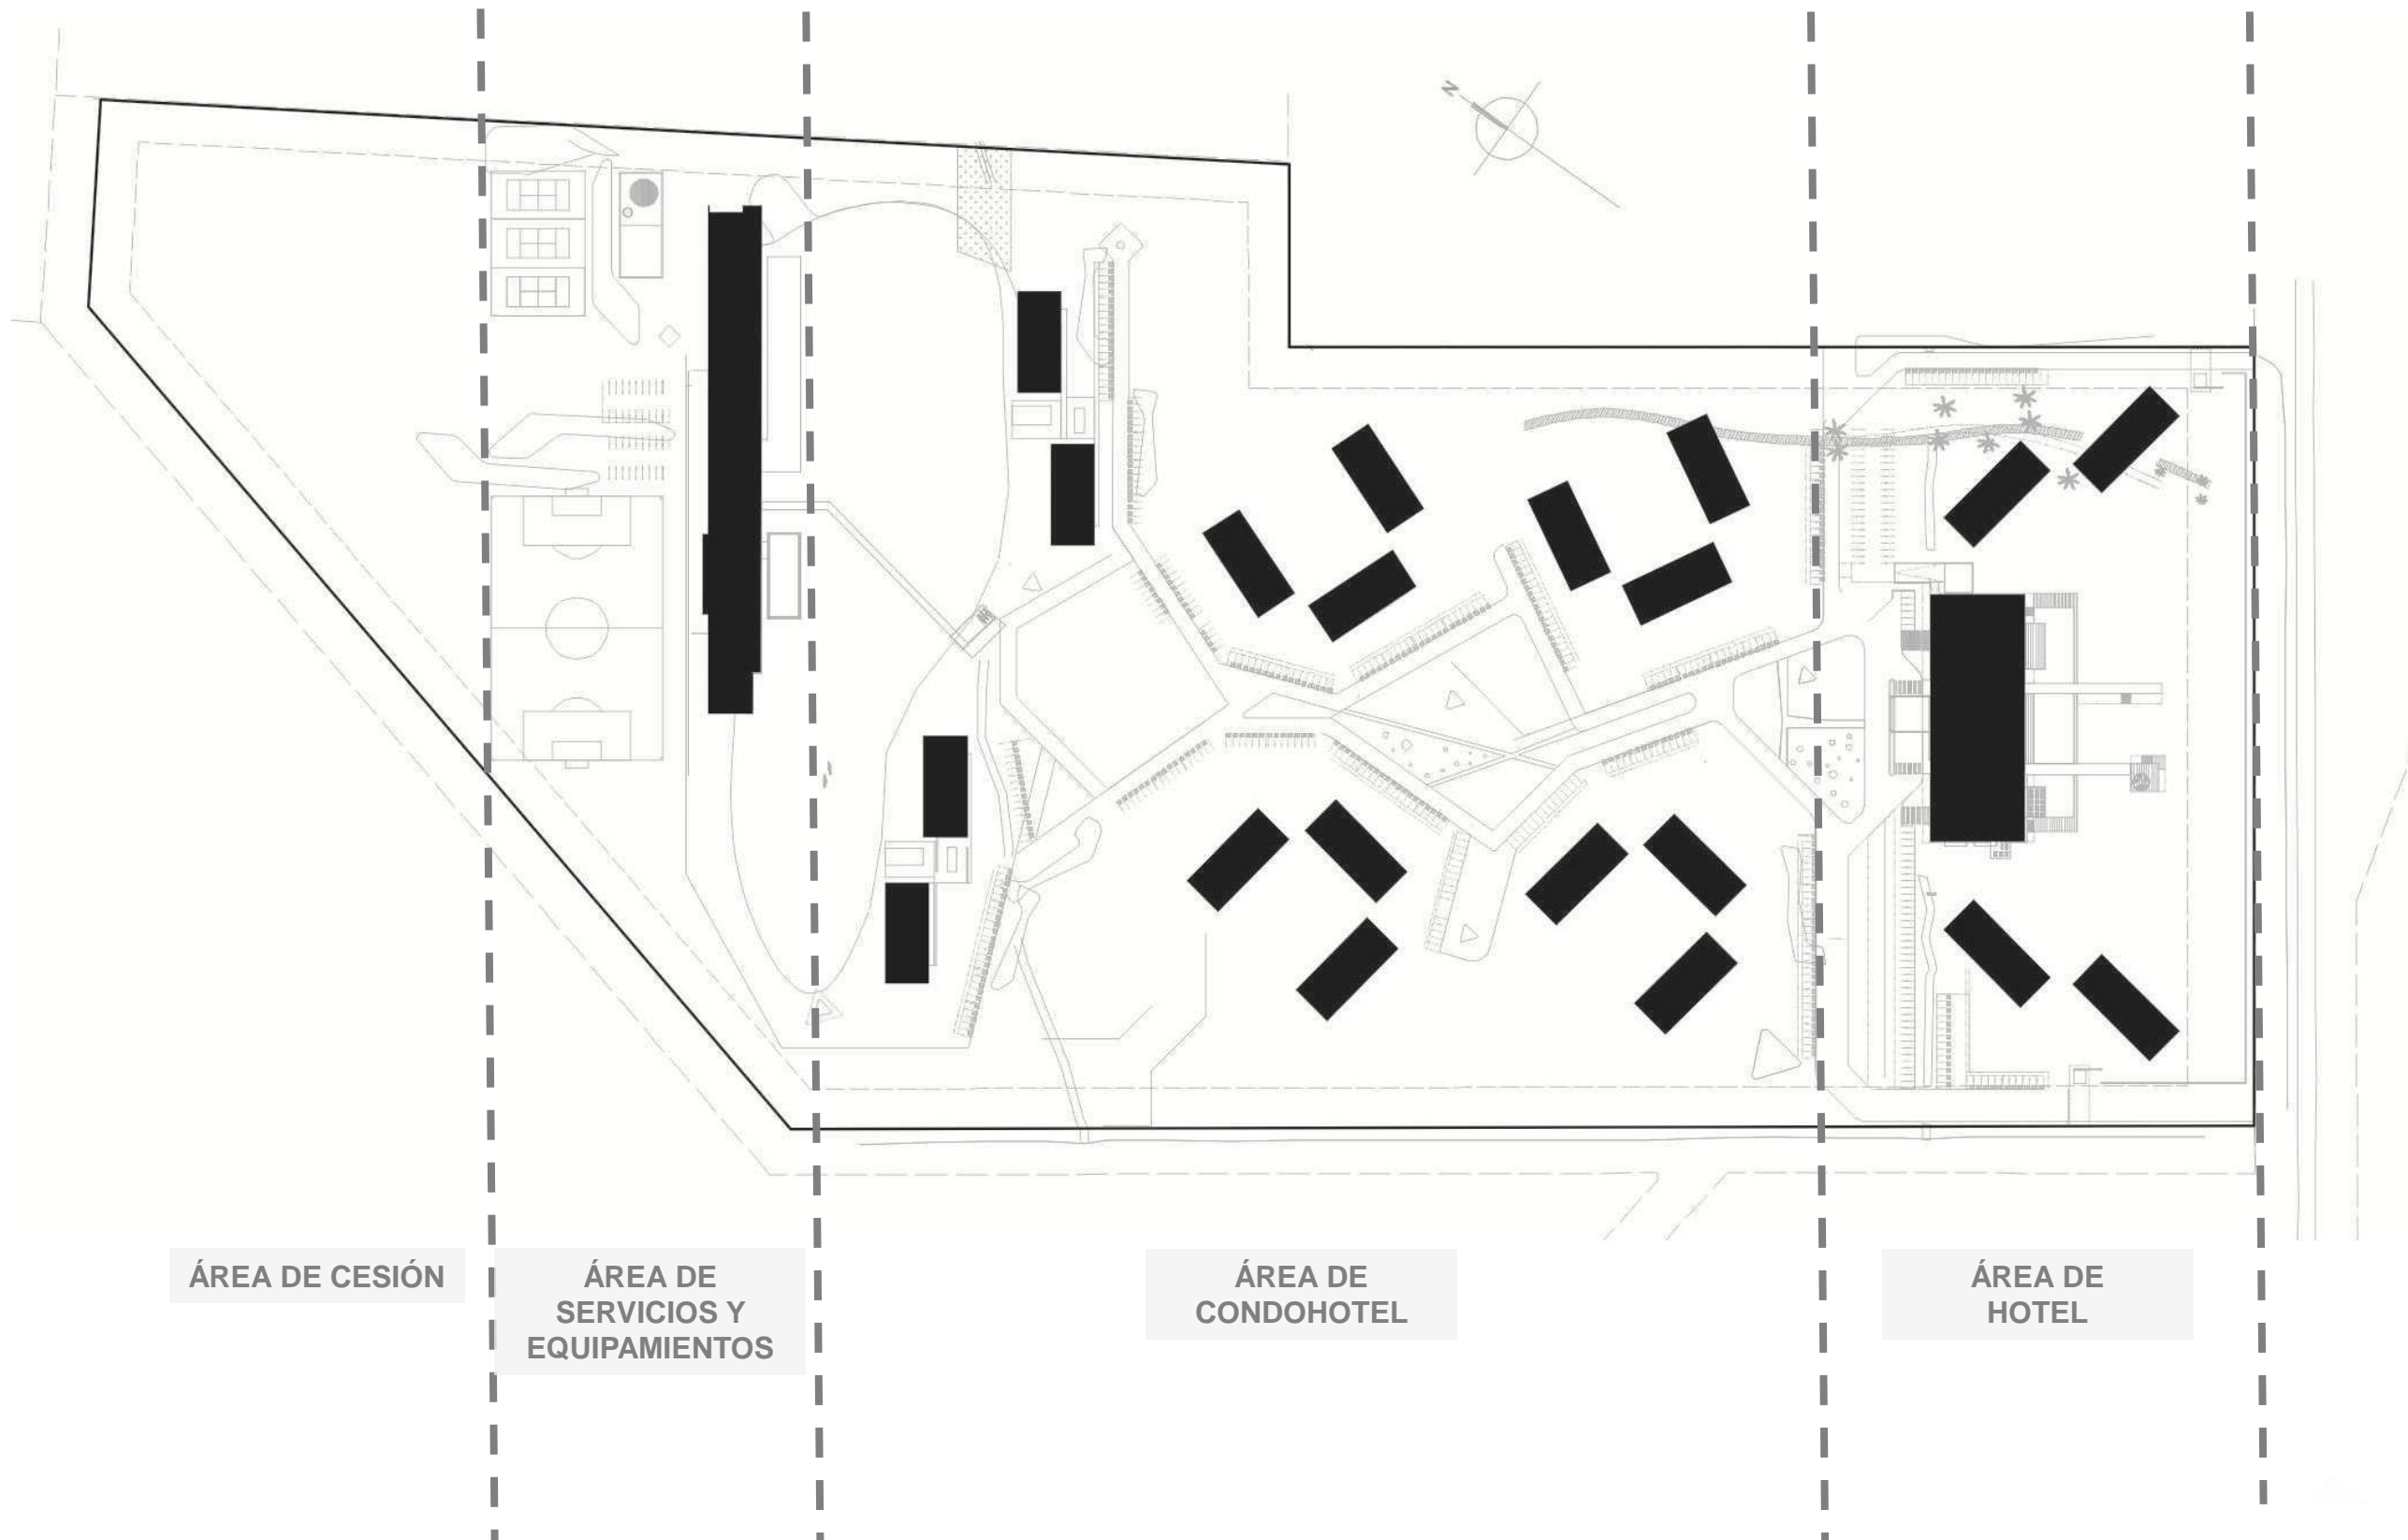 N
ÁREA DE CESIÓN
ÁREA DE
SERVICIOS Y
EQUIPAMIENTOS
ÁREA DE
CONDOHOTEL
ÁREA DE
HOTEL